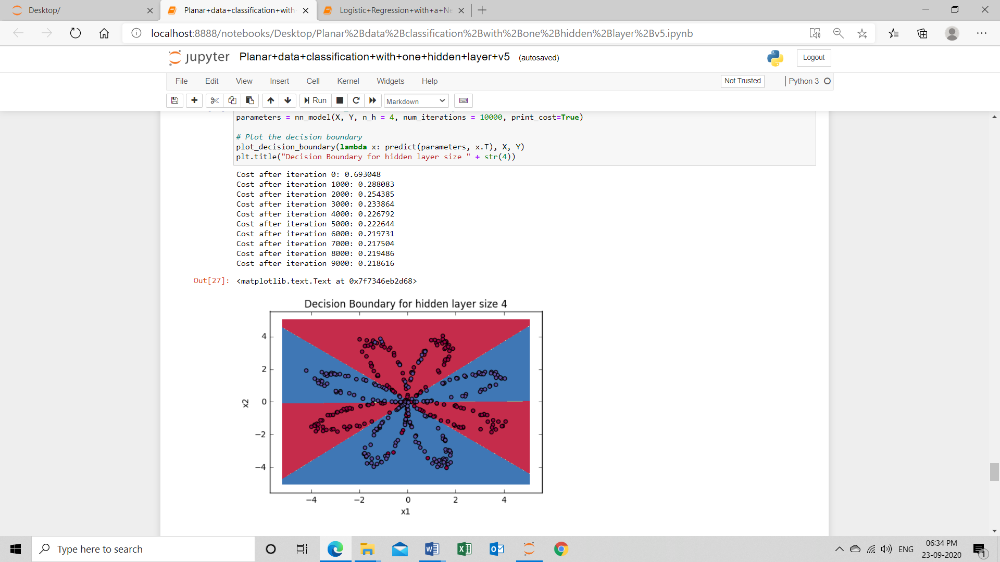 Desktop/
Planar+data+classification+with
Logistic+Regression+with+a+Ne
localhost:8888/notebooks/Desktop/Planar%2Bdata%2Bclassification%2Bwith%2Bone%2Bhidden%2Blayer%2Bv5.ipynb
jupyter Planar+data+classification+with+one+hidden+layer+v5 (autosaved)
Logout
File Edit View Insert Cell Kernel Widgets Help
Not Trusted
Python 3
Run
Markdown
parameters = nn_model(X, Y, n_h = 4, num_iterations = 10000, print_cost=True)
# Plot the decision boundary
plot_decision_boundary(lambda x: predict(parameters, x.T), X, Y)
plt.title("Decision Boundary for hidden layer size " + str(4))
Cost after iteration 0: 0.693048
Cost after iteration 1000: 0.288083
Cost after iteration 2000: 0.254385
Cost after iteration 3000: 0.233864
Cost after iteration 4000: 0.226792
Cost after iteration 5000: 0.222644
Cost after iteration 6000: 0.219731
Cost after iteration 7000: 0.217504
Cost after iteration 8000: 0.219486
Cost after iteration 9000: 0.218616
Out[27]: <matplotlib.text.Text at 0x7f7346eb2d68>
Decision Boundary for hidden layer size 4
4
2
0
−2
−4
x2
−4 −2 0 2 4
x1
Type here to search
ENG
06:34 PM
23-09-2020
1